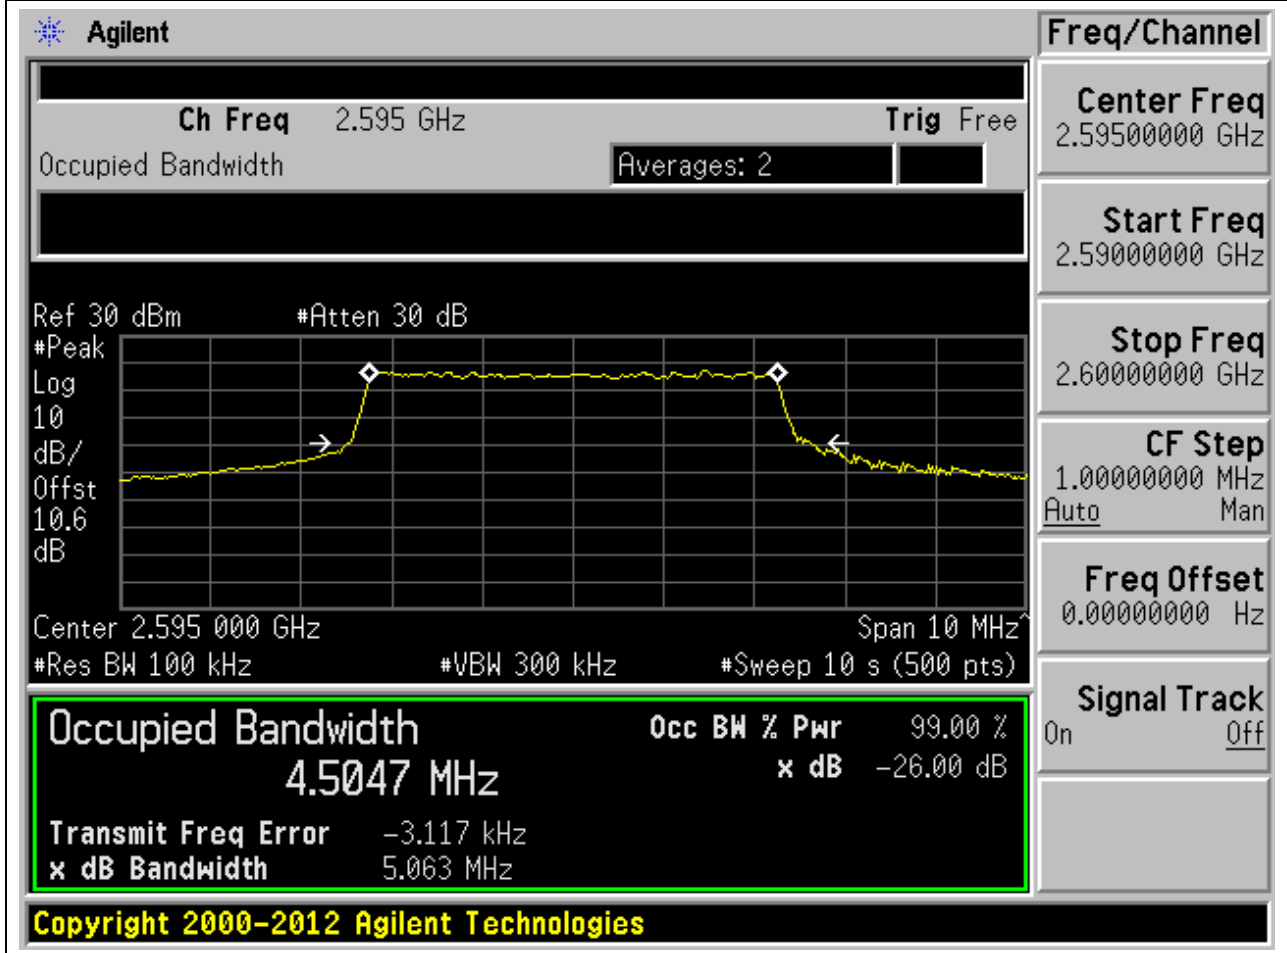 Agilent
Freq/Channel
Ch Freq 2.595 GHz Trig Free
Occupied Bandwidth Averages: 2
Center Freq
2.59500000 GHz
Start Freq
2.59000000 GHz
Stop Freq
2.60000000 GHz
CF Step
1.00000000 MHz
Auto Man
Freq Offset
0.00000000 Hz
Signal Track
On Off
Ref 30 dBm #Atten 30 dB
#Peak
Log
10
dB/
Offst
10.6
dB
Center 2.595 000 GHz Span 10 MHz^
#Res BW 100 kHz #VBW 300 kHz #Sweep 10 s (500 pts)
Occupied Bandwidth Occ BW % Pwr 99.00 %
4.5047 MHz x dB -26.00 dB
Transmit Freq Error -3.117 kHz
x dB Bandwidth 5.063 MHz
Copyright 2000-2012 Agilent Technologies